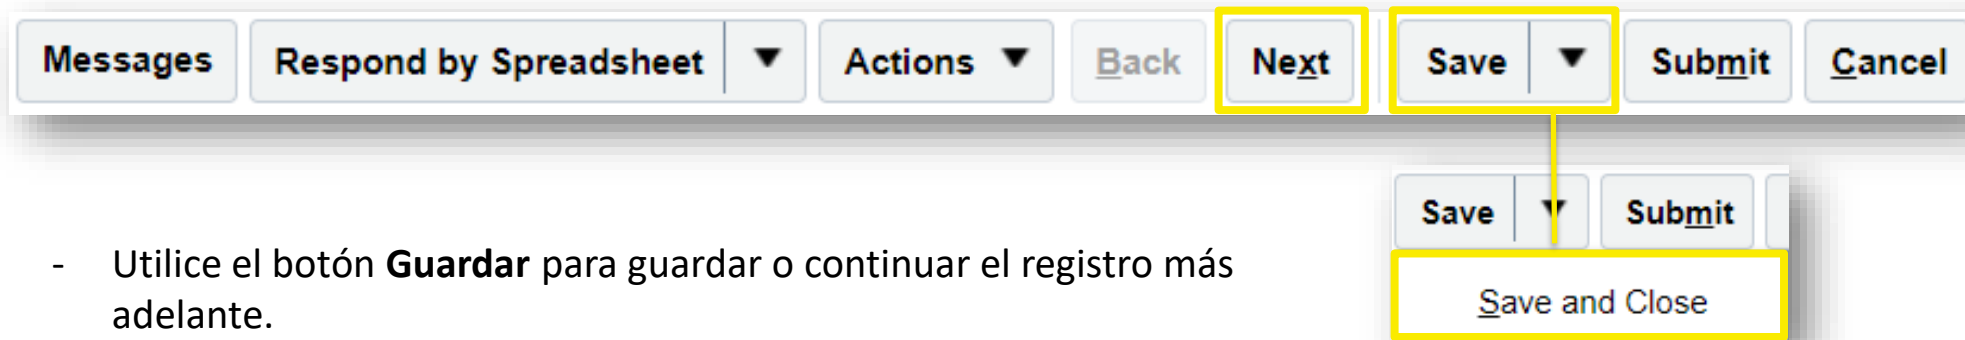 Messages Respond by Spreadsheet Actions Back Next Save Submit Cancel
Save Submit
- Utilice el botón Guardar para guardar o continuar el registro más
adelante.
Save and Close